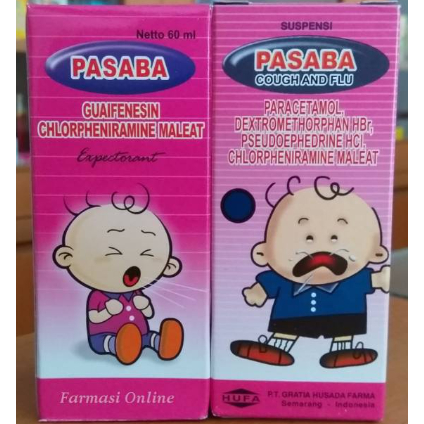 Netto 60 ml
PASABA
GUAIFENESIN
CHLORPHENIRAMINE MALEAT
Expectorant
Farmasi Online
SUSPENSI
PASABA
COUGH AND FLU
PARACETAMOL,
DEXTROMETHORPHAN HBr,
PSEUDOEPHEDRINE HCl,
CHLORPHENIRAMINE MALEAT
HUFA
P.T. GRATIA HUSADA FARMA
Semarang - Indonesia